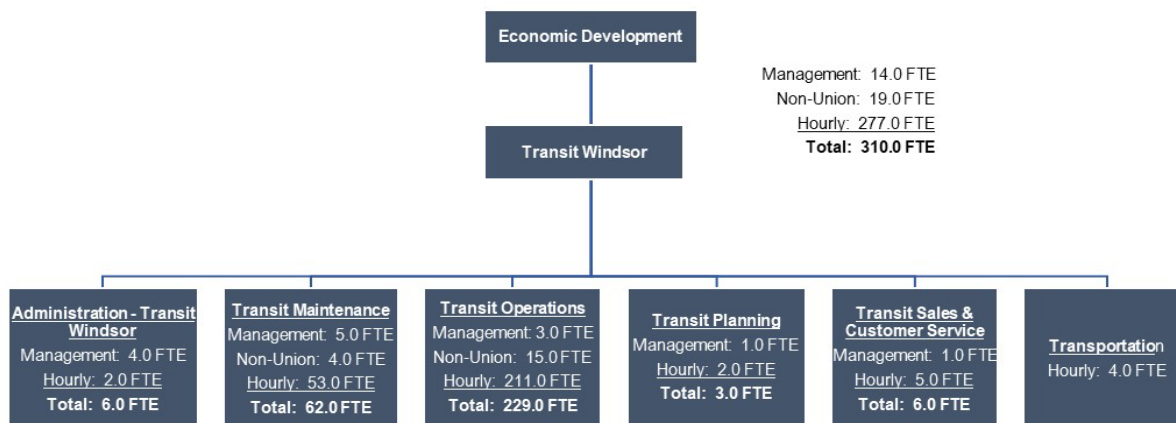 Economic Development
Management: 14.0 FTE
Non-Union: 19.0 FTE
Hourly: 277.0 FTE
Total: 310.0 FTE
Transit Windsor
Administration - Transit
Windsor
Management: 4.0 FTE
Hourly: 2.0 FTE
Total: 6.0 FTE
Transit Maintenance
Management: 5.0 FTE
Non-Union: 4.0 FTE
Hourly: 53.0 FTE
Total: 62.0 FTE
Transit Operations
Management: 3.0 FTE
Non-Union: 15.0 FTE
Hourly: 211.0 FTE
Total: 229.0 FTE
Transit Planning
Management: 1.0 FTE
Hourly: 2.0 FTE
Total: 3.0 FTE
Transit Sales &
Customer Service
Management: 1.0 FTE
Hourly: 5.0 FTE
Total: 6.0 FTE
Transportation
Hourly: 4.0 FTE